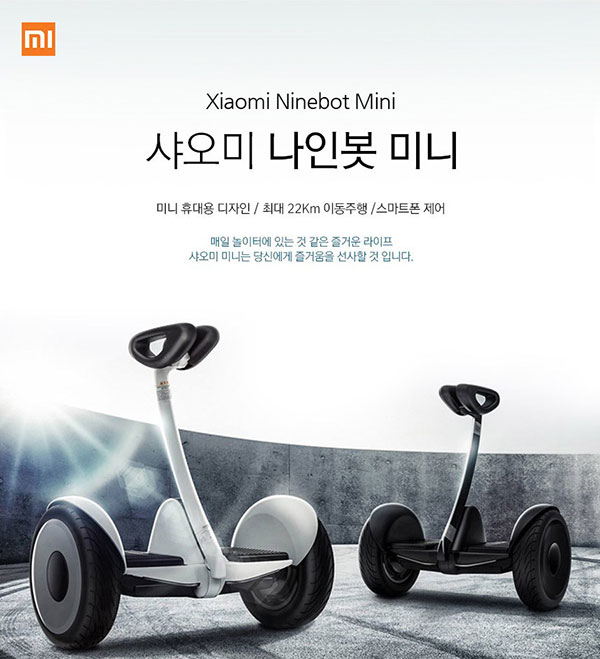 mi
Xiaomi Ninebot Mini
샤오미 나인봇 미니
미니 휴대용 디자인 / 최대 22Km 이동주행 /스마트폰 제어
매일 놀이터에 있는 것 같은 즐거운 라이프
샤오미 미니는 당신에게 즐거움을 선사할 것 입니다.